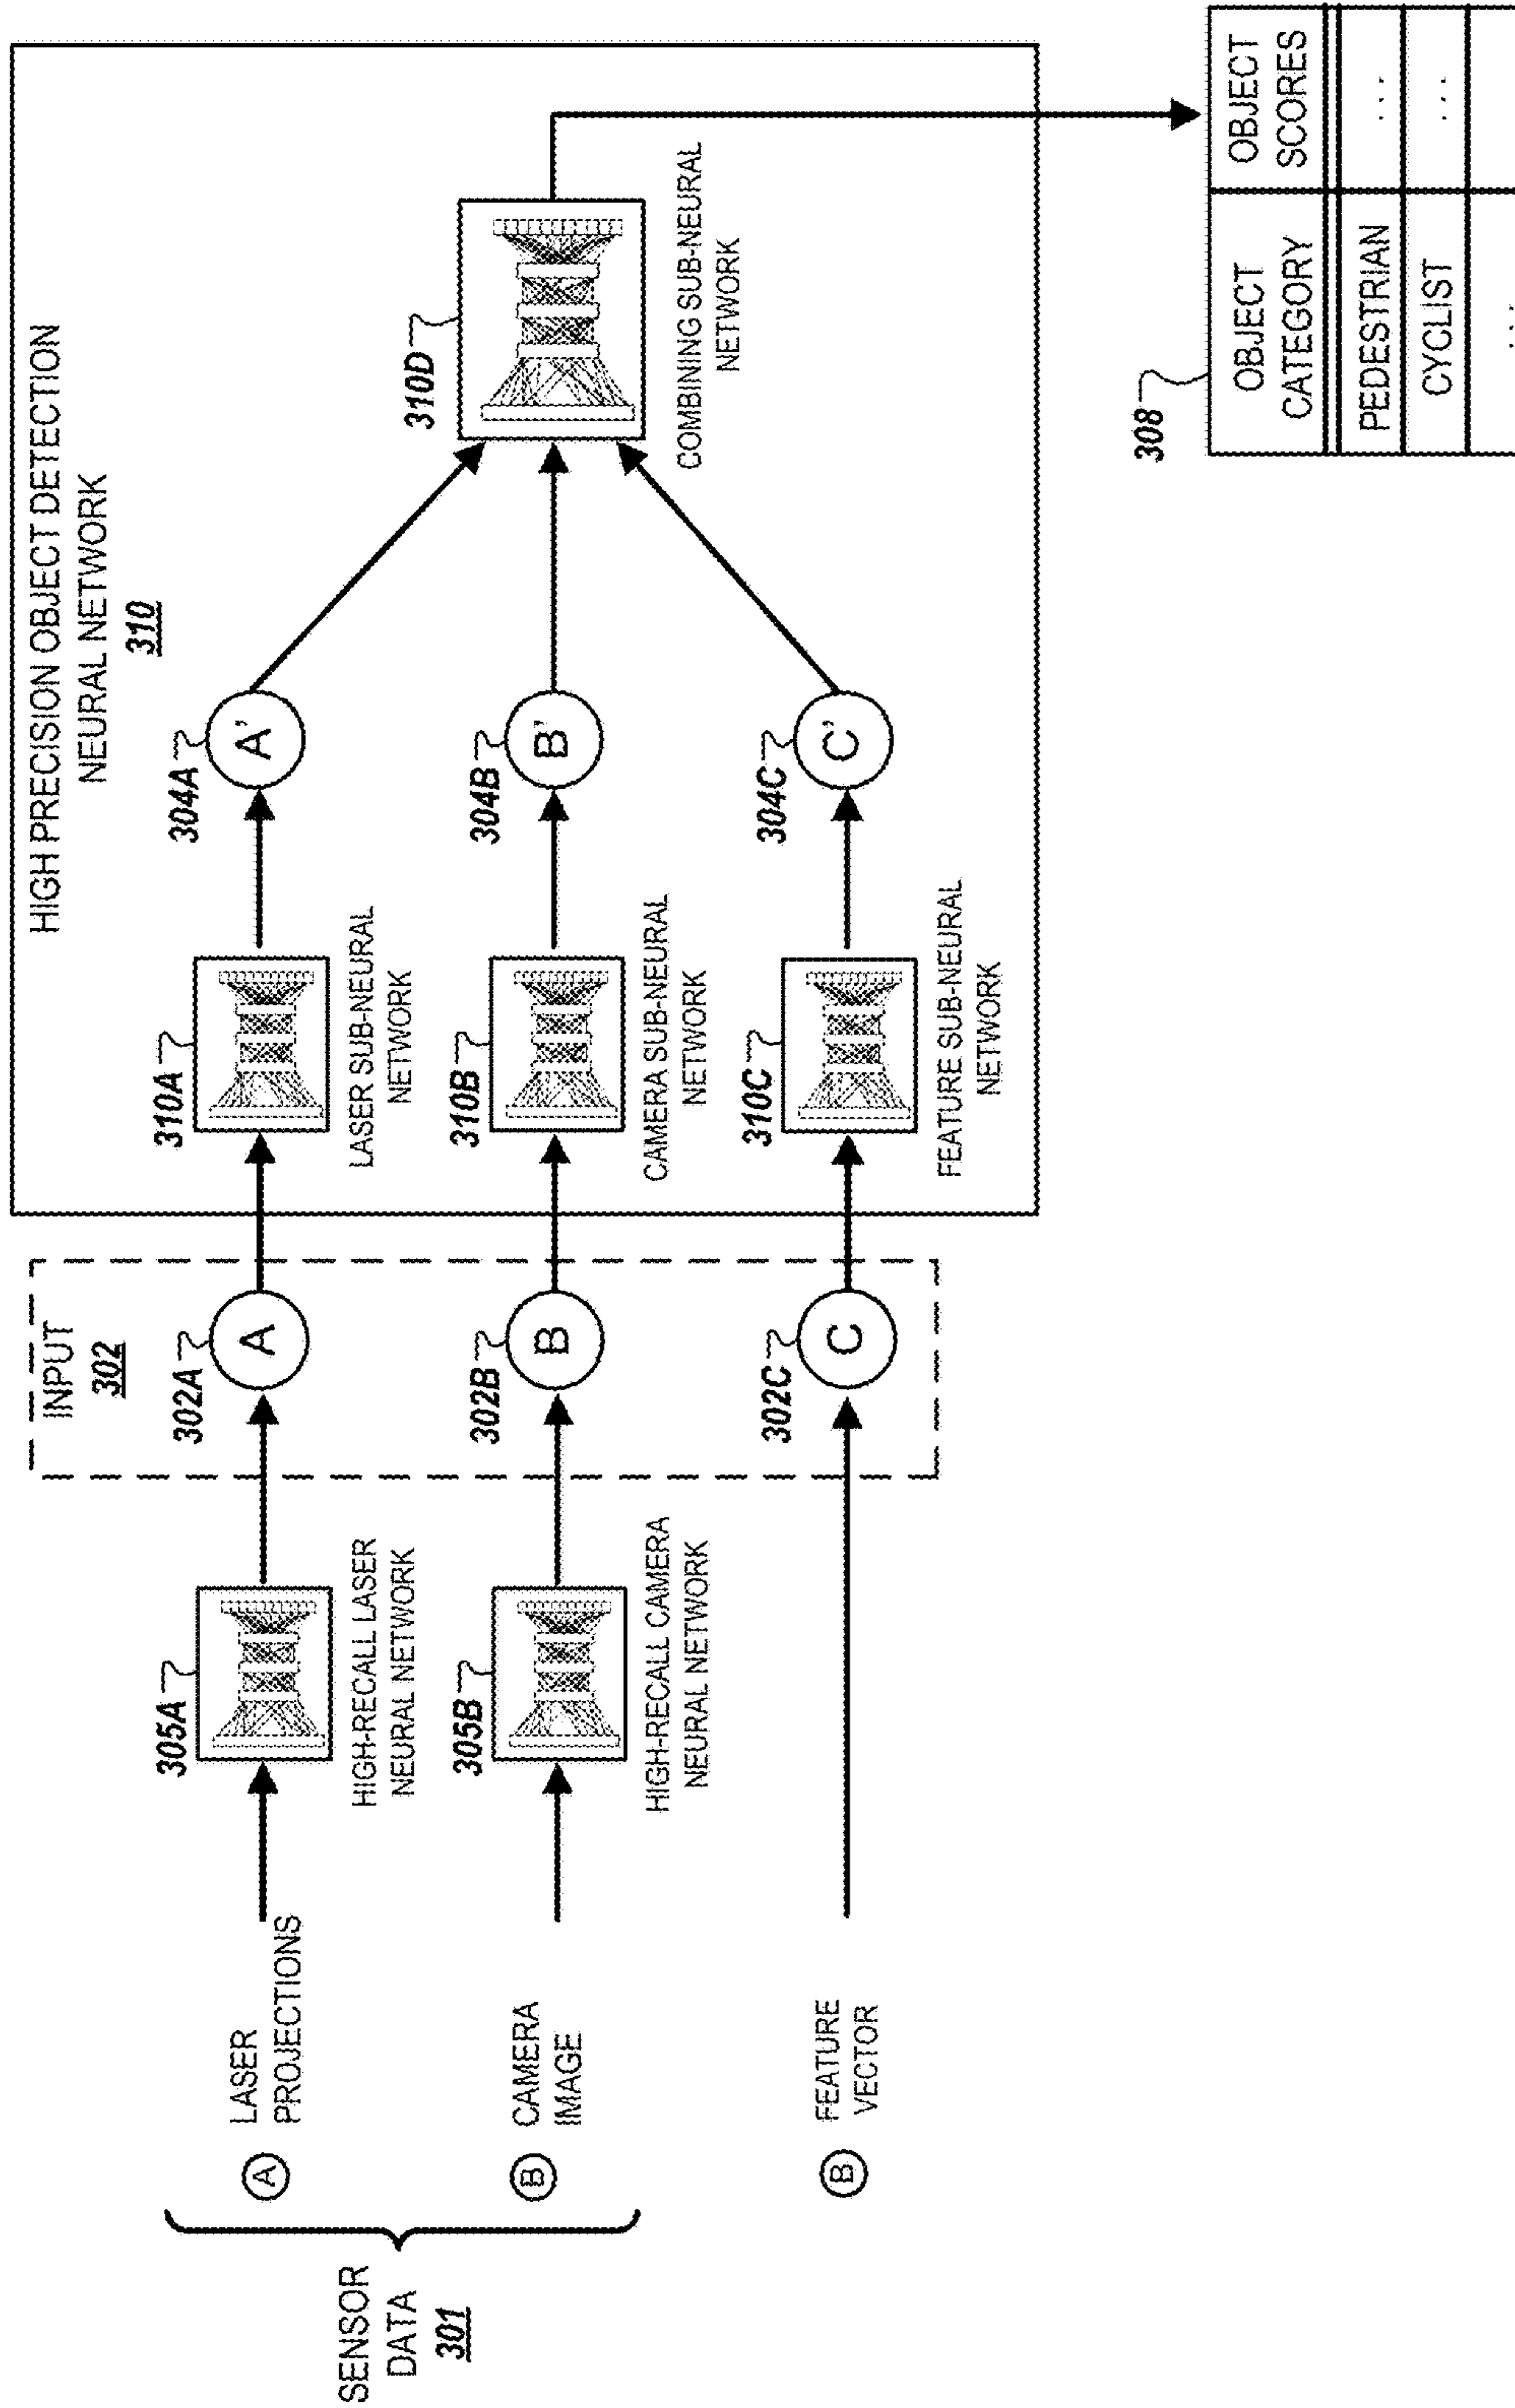 SENSOR
DATA
301
A
LASER
PROJECTIONS
B
CAMERA
IMAGE
B
FEATURE
VECTOR
305A
HIGH-RECALL LASER
NEURAL NETWORK
305B
HIGH-RECALL CAMERA
NEURAL NETWORK
INPUT
302
302A
A
302B
B
302C
C
HIGH PRECISION OBJECT DETECTION
NEURAL NETWORK
310
310A
LASER SUB-NEURAL
NETWORK
310B
CAMERA SUB-NEURAL
NETWORK
310C
FEATURE SUB-NEURAL
NETWORK
304A
A'
304B
B'
304C
C'
310D
COMBINING SUB-NEURAL
NETWORK
308
OBJECT
CATEGORY
OBJECT
SCORES
PEDESTRIAN
...
CYCLIST
...
...